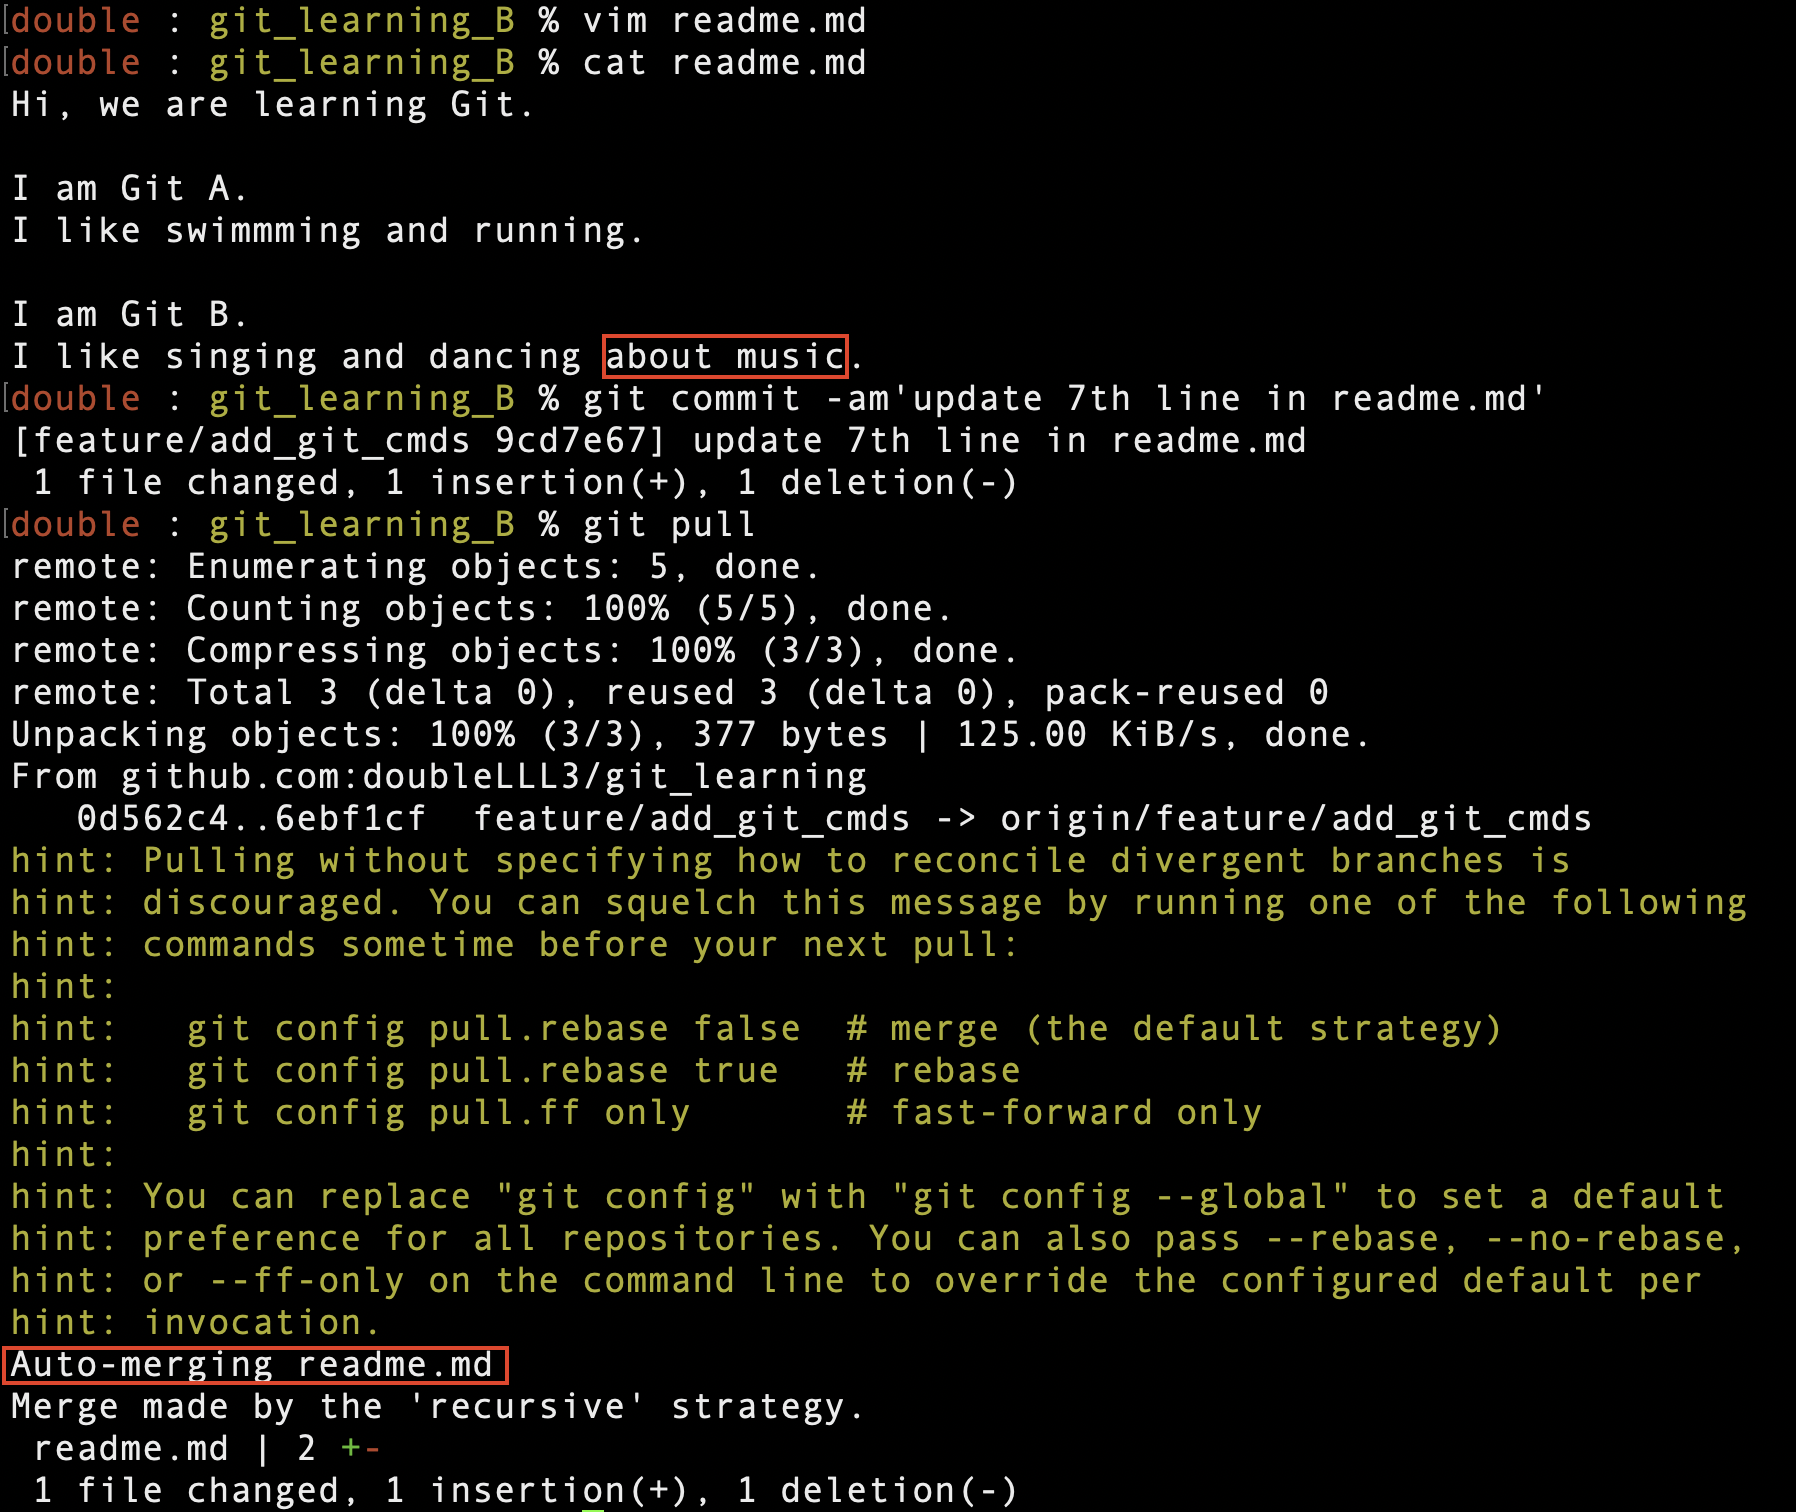 [double : git_learning_B % vim readme.md
[double : git_learning_B % cat readme.md
Hi, we are learning Git.
I am Git A.
I like swimmming and running.
I am Git B.
I like singing and dancing about music.
[double : git_learning_B % git commit -am'update 7th line in readme.md'
[feature/add_git_cmds 9cd7e67] update 7th line in readme.md
 1 file changed, 1 insertion(+), 1 deletion(-)
[double : git_learning_B % git pull
remote: Enumerating objects: 5, done.
remote: Counting objects: 100% (5/5), done.
remote: Compressing objects: 100% (3/3), done.
remote: Total 3 (delta 0), reused 3 (delta 0), pack-reused 0
Unpacking objects: 100% (3/3), 377 bytes | 125.00 KiB/s, done.
From github.com:doubleLLL3/git_learning
   0d562c4..6ebf1cf  feature/add_git_cmds -> origin/feature/add_git_cmds
hint: Pulling without specifying how to reconcile divergent branches is
hint: discouraged. You can squelch this message by running one of the following
hint: commands sometime before your next pull:
hint:
hint:   git config pull.rebase false  # merge (the default strategy)
hint:   git config pull.rebase true   # rebase
hint:   git config pull.ff only       # fast-forward only
hint:
hint: You can replace "git config" with "git config --global" to set a default
hint: preference for all repositories. You can also pass --rebase, --no-rebase,
hint: or --ff-only on the command line to override the configured default per
hint: invocation.
Auto-merging readme.md
Merge made by the 'recursive' strategy.
 readme.md | 2 +-
 1 file changed, 1 insertion(+), 1 deletion(-)